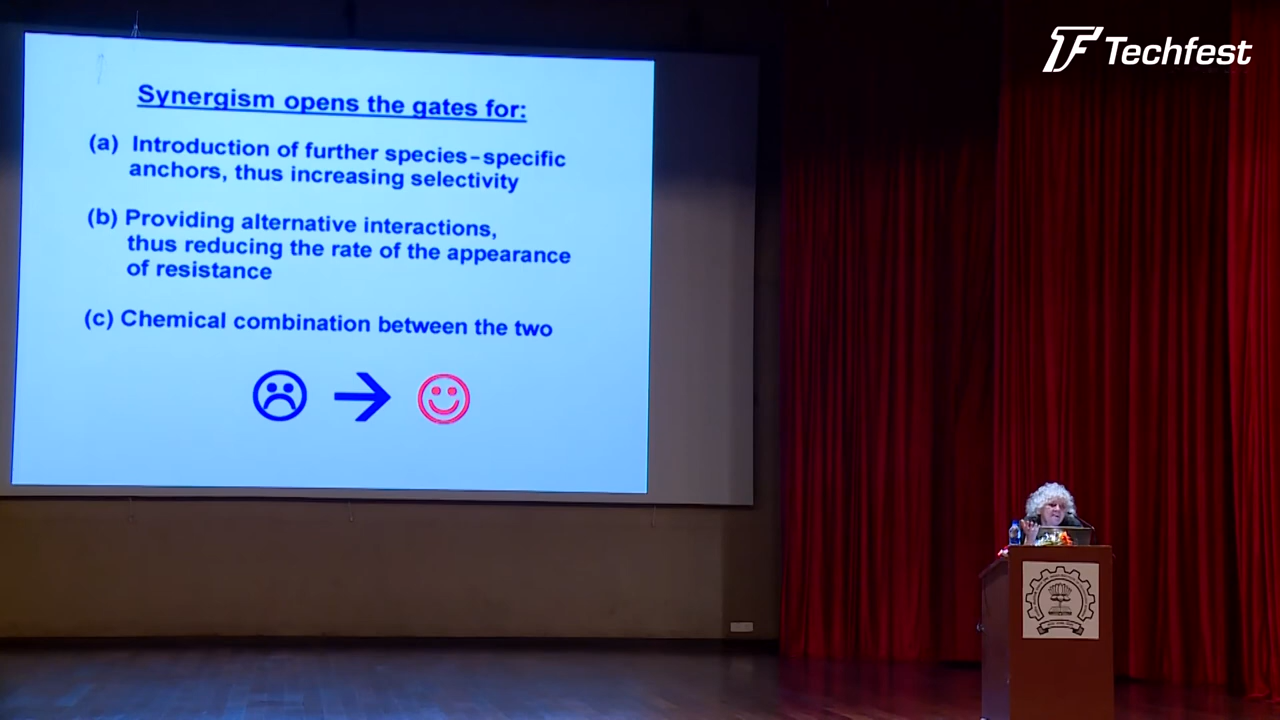 Techfest
Synergism opens the gates for:
(a) Introduction of further species-specific
anchors, thus increasing selectivity
(b) Providing alternative interactions,
thus reducing the rate of the appearance
of resistance
(c) Chemical combination between the two